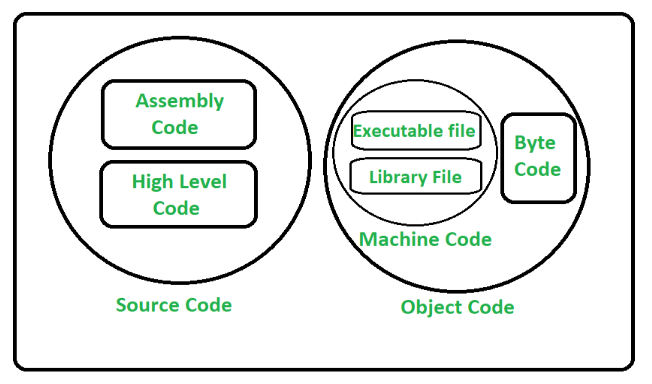 Assembly
Code
High Level
Code
Source Code
Executable file
Library File
Machine Code
Byte
Code
Object Code